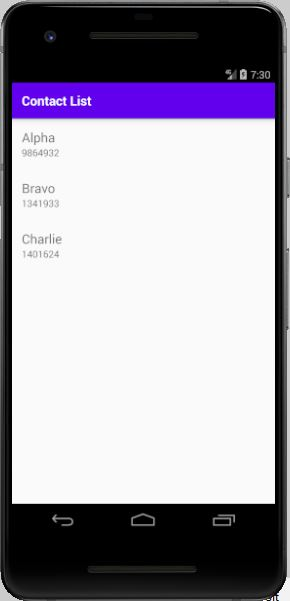 7:30
Contact List
Alpha
9864932
Bravo
1341933
Charlie
1401624